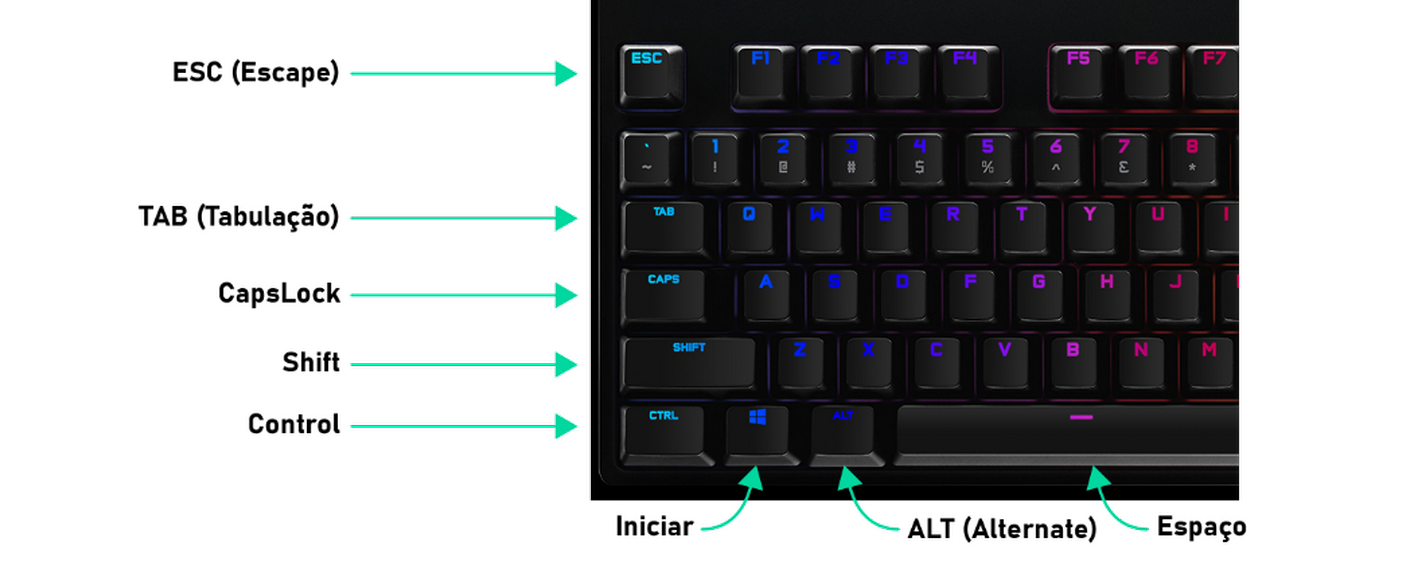 ESC (Escape)
ESC F1 F2 F3 F4 F5 F6 F7
` 1 2 3 4 5 6 7 8
~ ! @ # $ % ^ £ *
TAB (Tabulação)
TAB Q W E R T Y U I
CapsLock
CAPS A S D F G H J
Shift
SHIFT Z X C V B N M
Control
CTRL ALT
Iniciar
ALT (Alternate)
Espaço